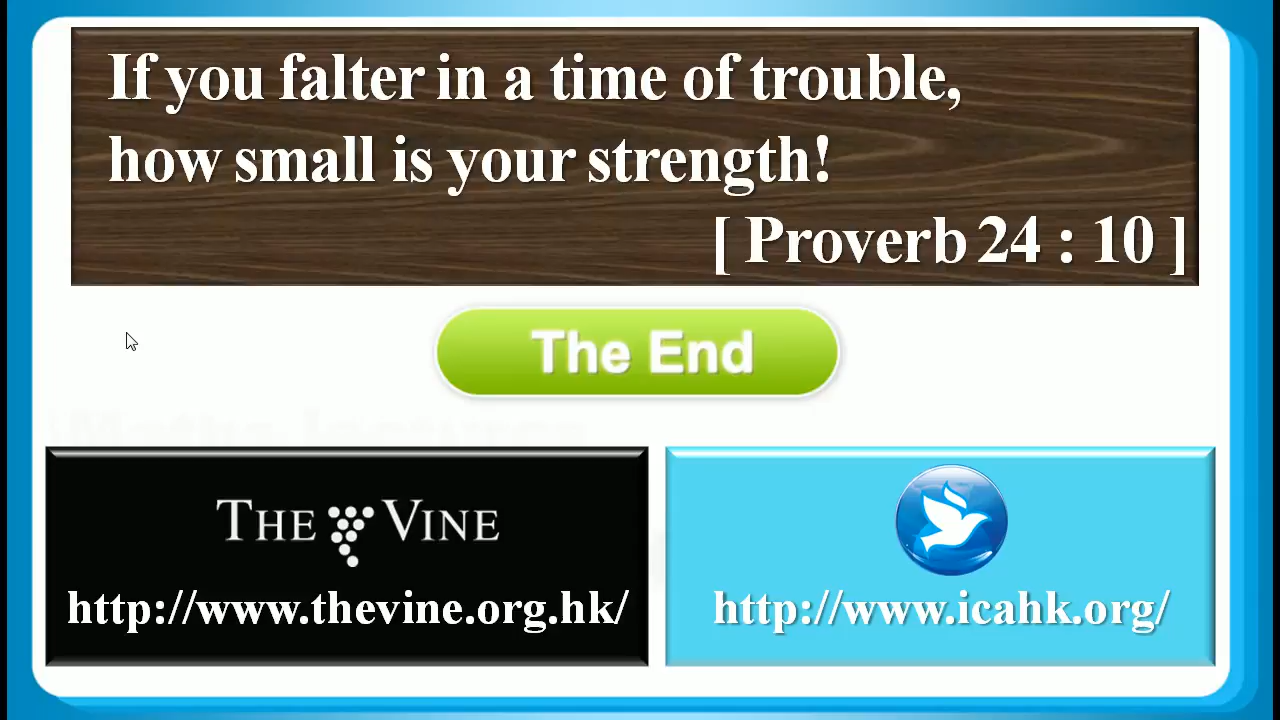 If you falter in a time of trouble,
how small is your strength!
[ Proverb 24 : 10 ]
The End
THE VINE
http://www.thevine.org.hk/
http://www.icahk.org/